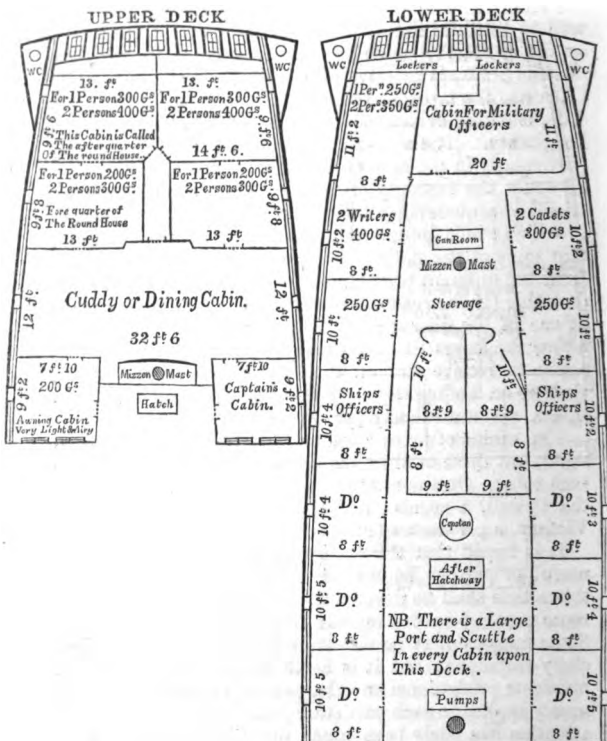 UPPER DECK
WC
WC
13. ft
For 1 Person 300 Gs
2 Persons 400 Gs
9 ft 6
This Cabin is Called
The after quarter
Of The round House.
13. ft.
For 1 Person 300 Gs
2 Persons 400 Gs
9 ft 6
14 ft 6.
For 1 Person 200 Gs
2 Persons 300 Gs
9 ft 8
Fore quarter of
The Round House
13 ft
For 1 Person 200 Gs
2 Persons 300 Gs
9 ft 8
13 ft
Cuddy or Dining Cabin.
12 ft
12 ft
32 ft 6
7 ft 10
200 Gs
9 ft 2
Awning Cabin
Very Light & Airy
Mizzen Mast
Hatch
7 ft 10
Captain's
Cabin.
9 ft 2
LOWER DECK
WC
WC
Lockers
Lockers
1 Pern. 250 Gs
2 Pers 350 Gs
11 ft 2
8 ft
Cabin For Military
Officers
11 ft
20 ft
2 Writers
400 Gs
10 ft 2
8 ft.
Gun Room
Mizzen Mast
2 Cadets
300 Gs
10 ft 2
8 ft
250 Gs
10 ft
8 ft
Steerage
250 Gs
10 ft
8 ft
10 ft
10 ft
Ships
Officers
10 ft 4
8 ft
8 ft 9
8 ft 9
Ships
Officers
10 ft 2
8 ft
8 ft
8 ft
9 ft
9 ft
Do
10 ft 4
8 ft
Capstan
Do
10 ft 3
8 ft
After
Hatchway
Do
10 ft 5
8 ft
Do
10 ft 4
8 ft
NB. There is a Large
Port and Scuttle
In every Cabin upon
This Deck.
Do
10 ft 5
8 ft
Pumps
Do
10 ft 5
8 ft